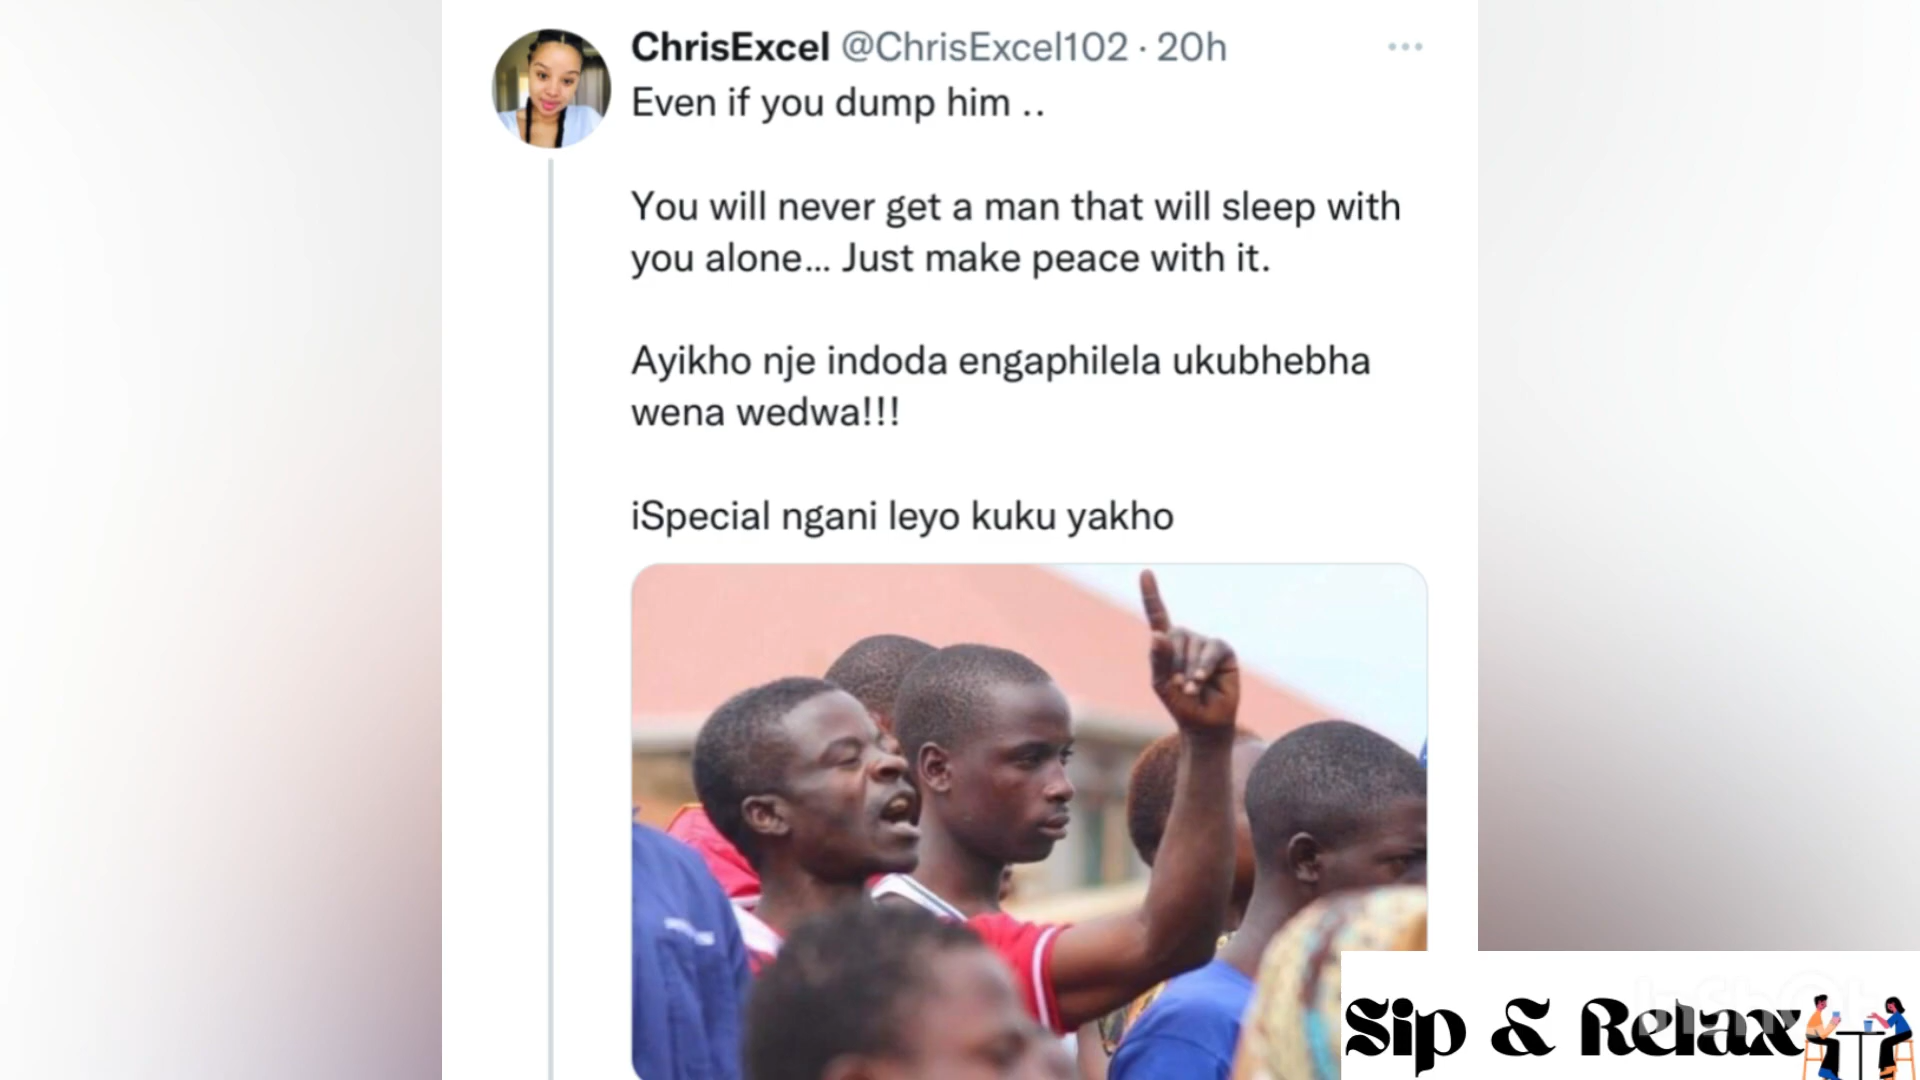 ChrisExcel @ChrisExcel102 · 20h
Even if you dump him ..
You will never get a man that will sleep with
you alone... Just make peace with it.
Ayikho nje indoda engaphilela ukubhebha
wena wedwa!!!
iSpecial ngani leyo kuku yakho
Sip & Relax